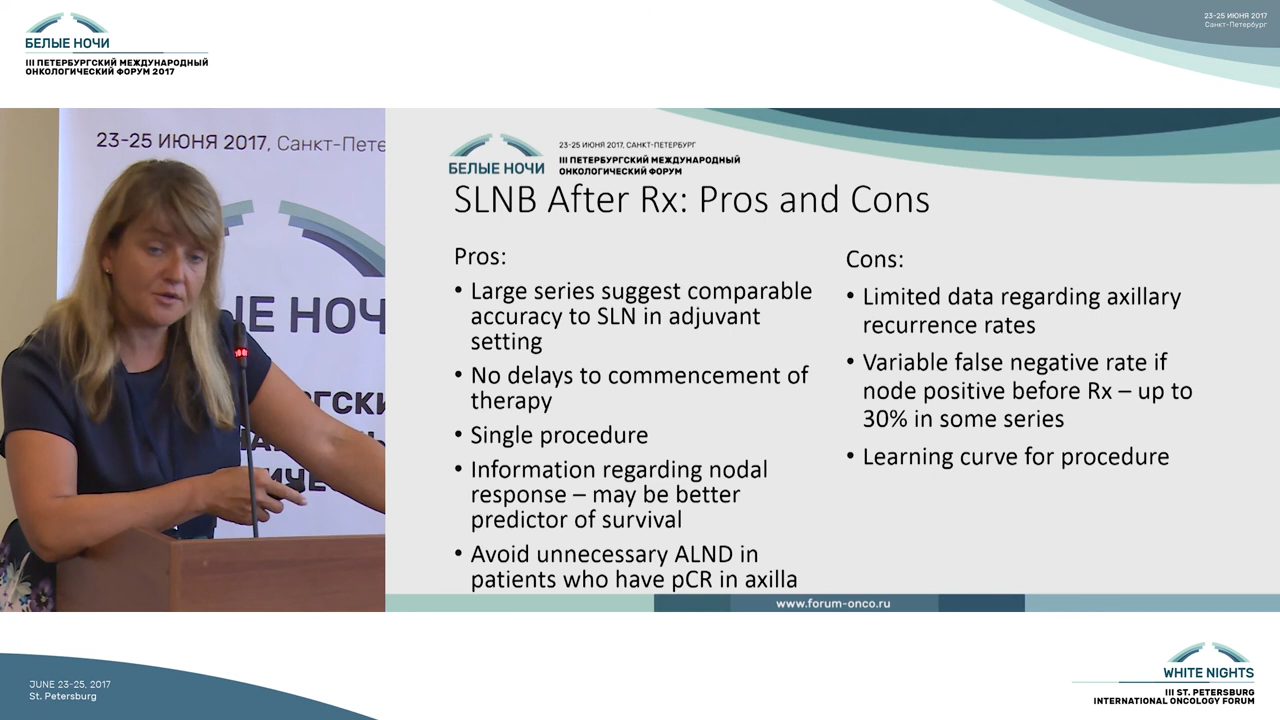 БЕЛЫЕ НОЧИ
III ПЕТЕРБУРГСКИЙ МЕЖДУНАРОДНЫЙ
ОНКОЛОГИЧЕСКИЙ ФОРУМ 2017
23-25 ИЮНЯ 2017
Санкт-Петербург
23-25 ИЮНЯ 2017, Санкт-Пете
ЫЕ НОЧ
23-25 ИЮНЯ 2017, САНКТ-ПЕТЕРБУРГ
БЕЛЫЕ НОЧИ
III ПЕТЕРБУРГСКИЙ МЕЖДУНАРОДНЫЙ
ОНКОЛОГИЧЕСКИЙ ФОРУМ
SLNB After Rx: Pros and Cons
Pros:
• Large series suggest comparable
accuracy to SLN in adjuvant
setting
• No delays to commencement of
therapy
• Single procedure
• Information regarding nodal
response – may be better
predictor of survival
• Avoid unnecessary ALND in
patients who have pCR in axilla
Cons:
• Limited data regarding axillary
recurrence rates
• Variable false negative rate if
node positive before Rx – up to
30% in some series
• Learning curve for procedure
www.forum-onco.ru
JUNE 23-25, 2017
St. Petersburg
WHITE NIGHTS
III ST. PETERSBURG
INTERNATIONAL ONCOLOGY FORUM